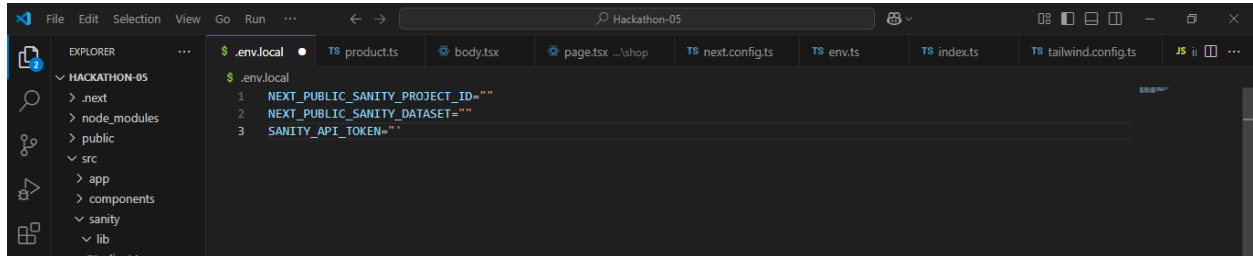 File Edit Selection View Go Run ··· Hackathon-05
EXPLORER ··· $ .env.local TS product.ts body.tsx page.tsx ...\shop TS next.config.ts TS env.ts TS index.ts TS tailwind.config.ts JS ···
HACKATHON-05 $ .env.local
.next 1 NEXT_PUBLIC_SANITY_PROJECT_ID=""
node_modules 2 NEXT_PUBLIC_SANITY_DATASET=""
public 3 SANITY_API_TOKEN="'
src
app
components
sanity
lib
2